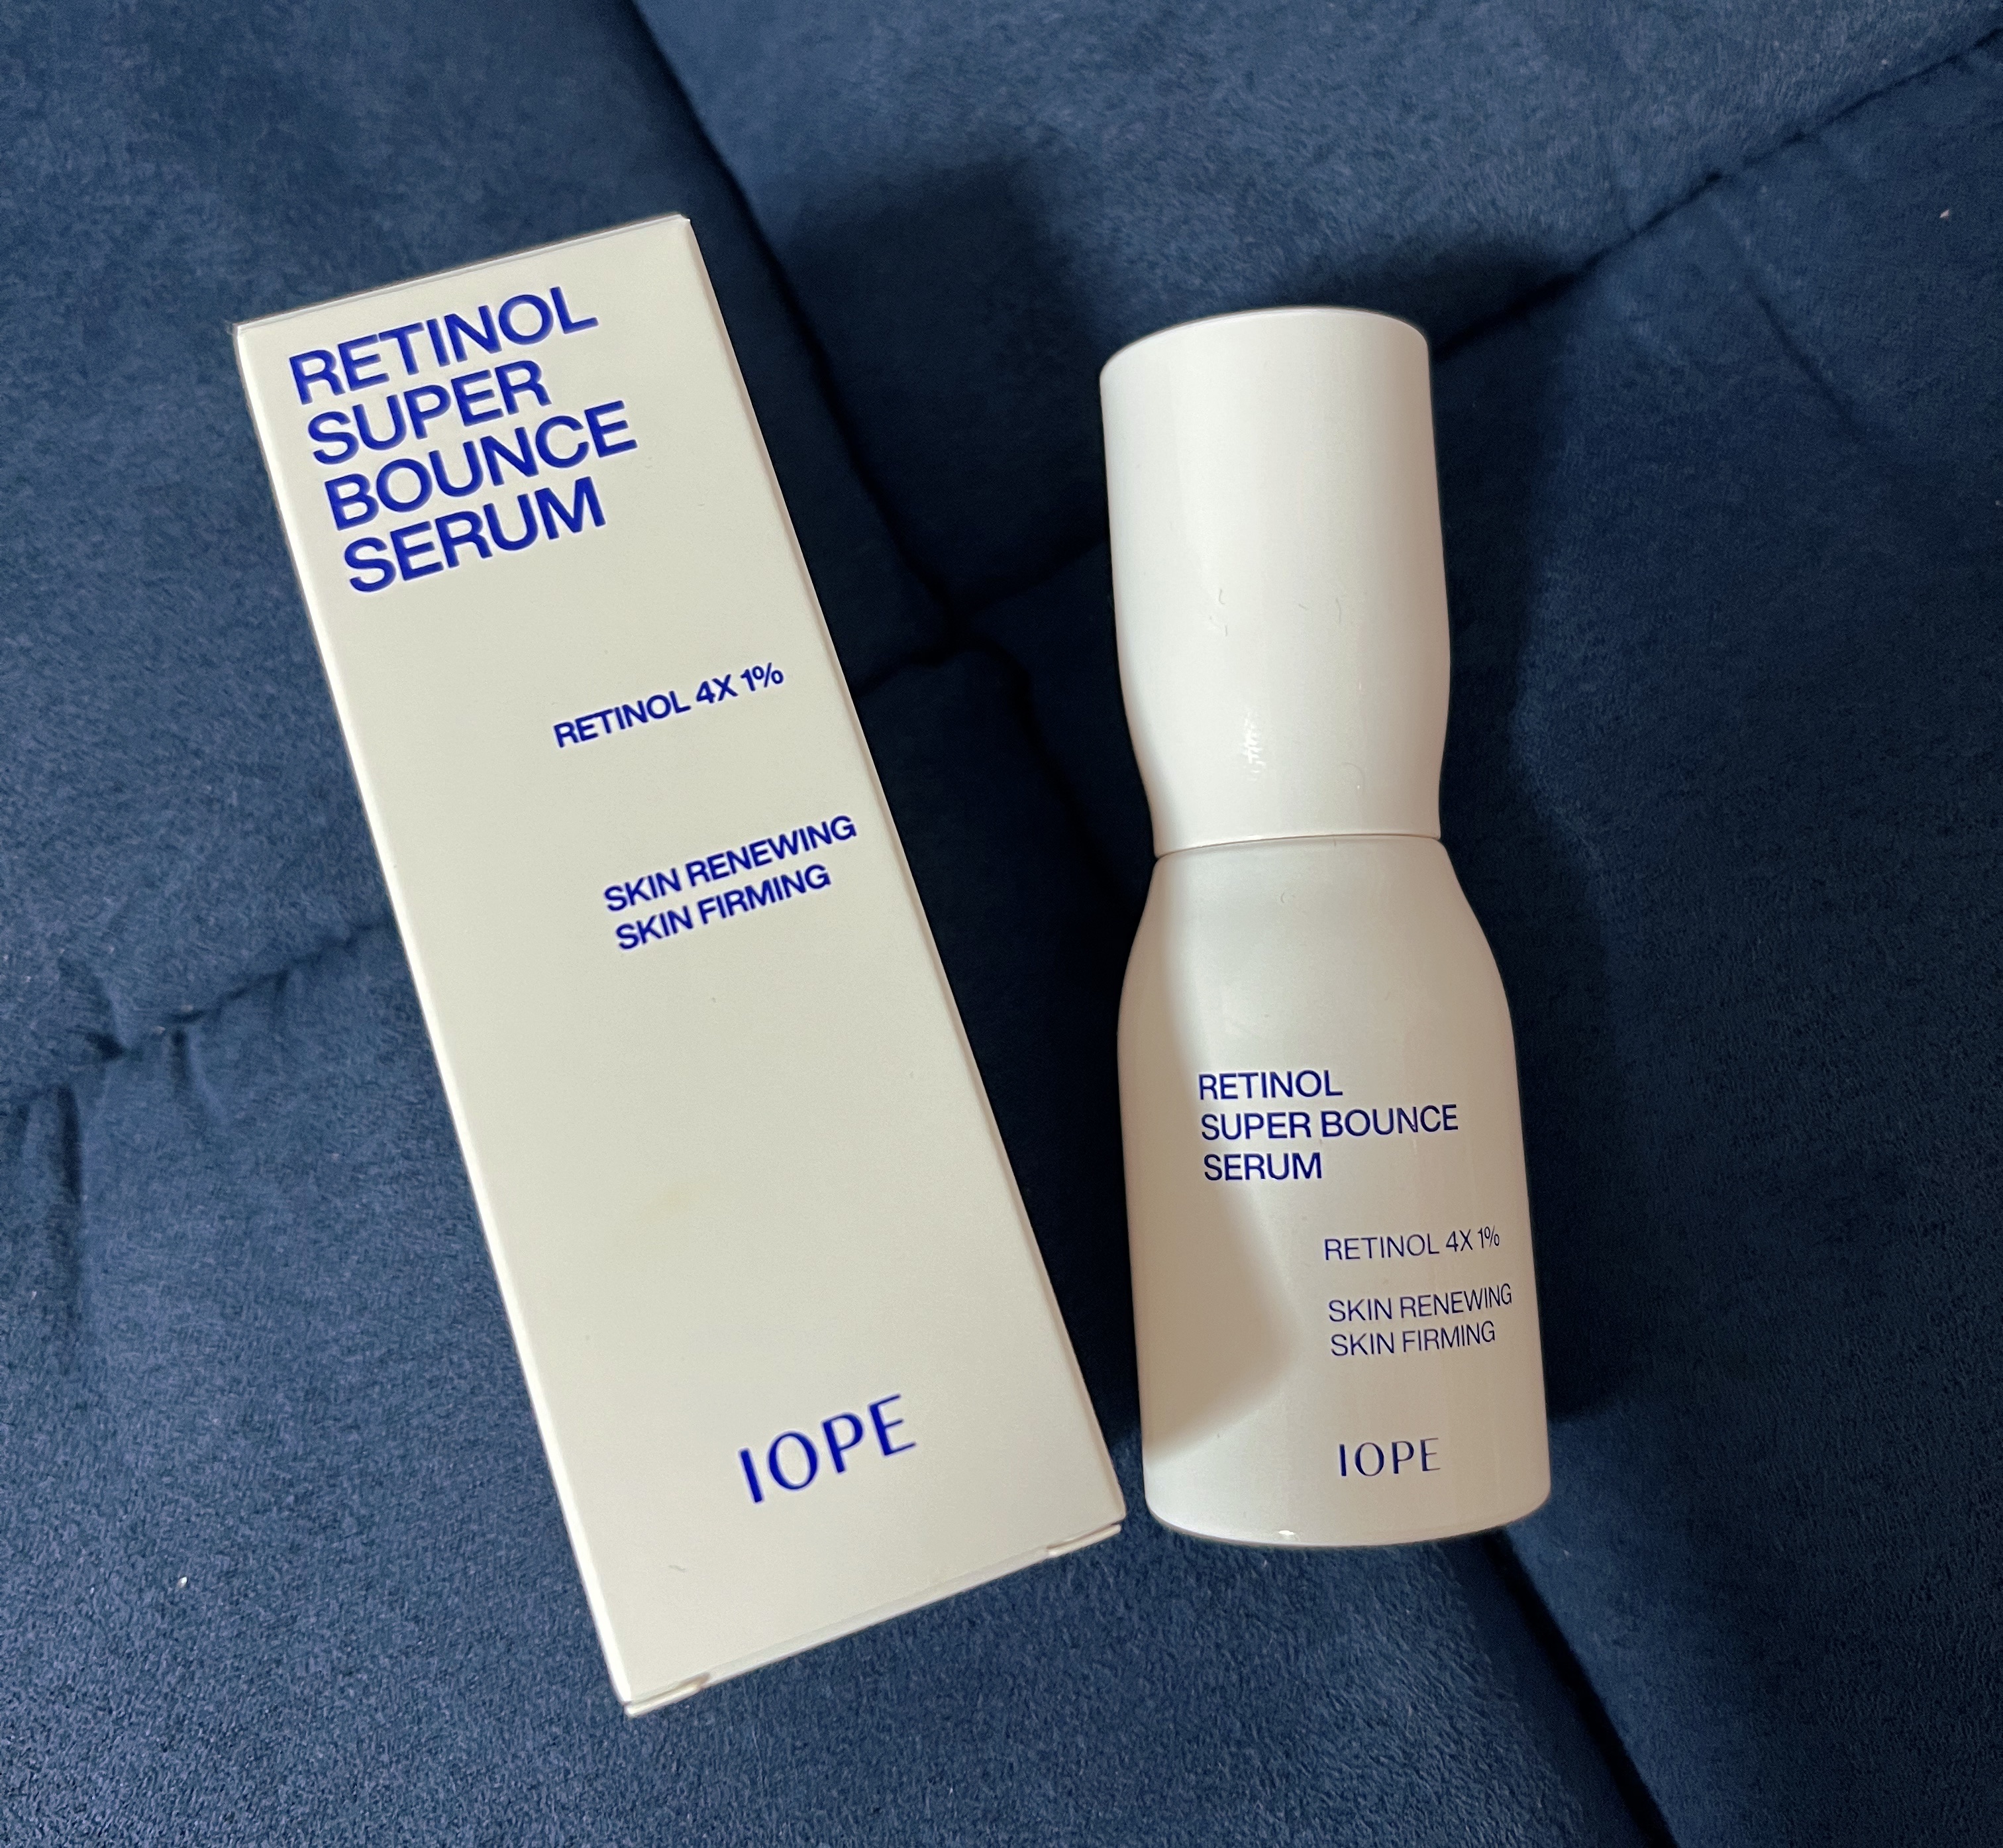 RETINOL
SUPER
BOUNCE
SERUM
RETINOL 4X 1%
SKIN RENEWING
SKIN FIRMING
IOPE
RETINOL
SUPER BOUNCE
SERUM
RETINOL 4X 1%
SKIN RENEWING
SKIN FIRMING
IOPE